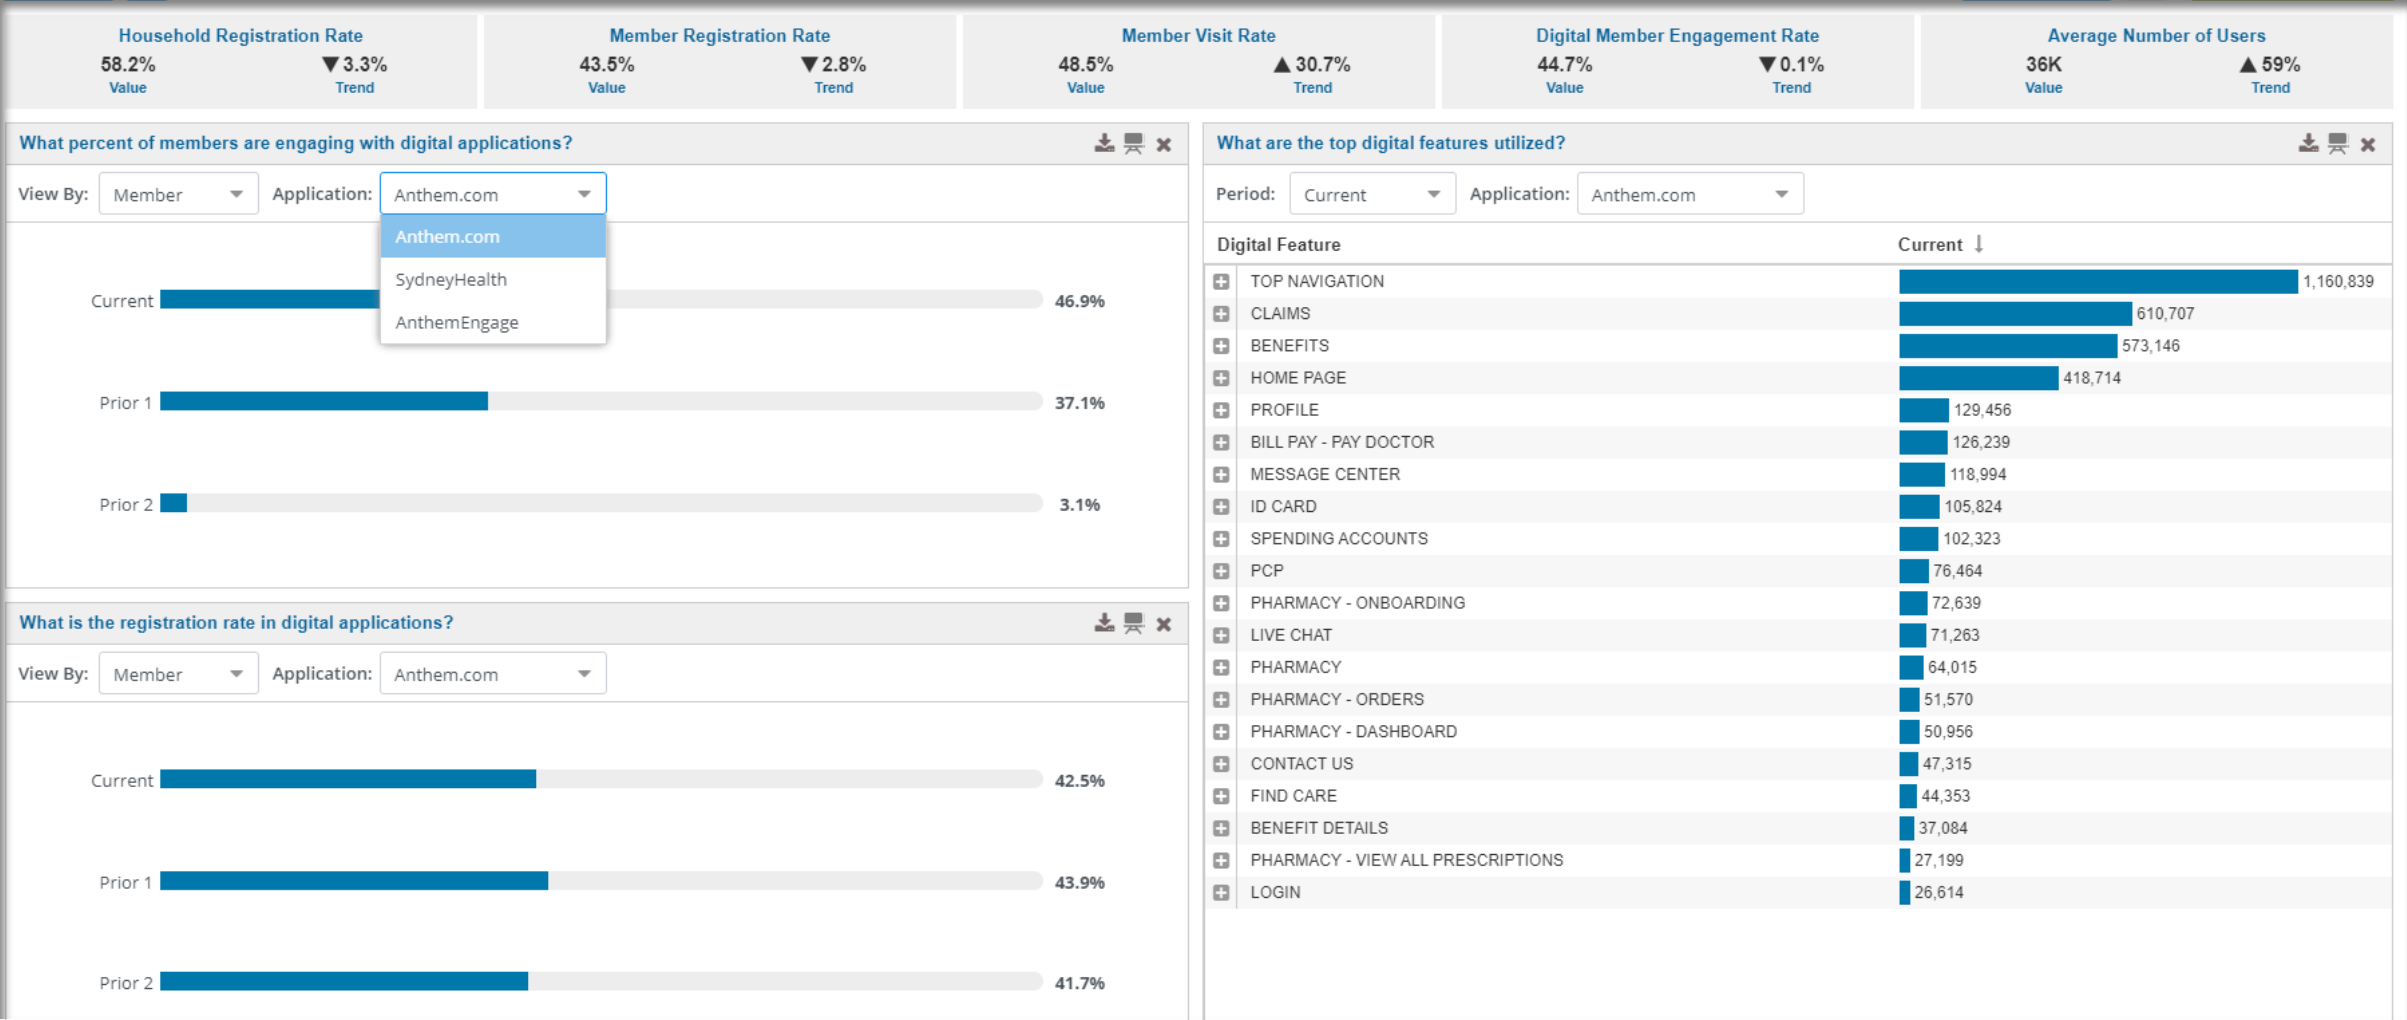 Household Registration Rate
58.2% ▼3.3%
Value Trend
Member Registration Rate
43.5% ▼2.8%
Value Trend
Member Visit Rate
48.5% ▲30.7%
Value Trend
Digital Member Engagement Rate
44.7% ▼0.1%
Value Trend
Average Number of Users
36K ▲59%
Value Trend
What percent of members are engaging with digital applications?
View By: Member Application: Anthem.com
Anthem.com
SydneyHealth
AnthemEngage
Current 46.9%
Prior 1 37.1%
Prior 2 3.1%
What is the registration rate in digital applications?
View By: Member Application: Anthem.com
Current 42.5%
Prior 1 43.9%
Prior 2 41.7%
What are the top digital features utilized?
Period: Current Application: Anthem.com
Digital Feature Current ↓
TOP NAVIGATION 1,160,839
CLAIMS 610,707
BENEFITS 573,146
HOME PAGE 418,714
PROFILE 129,456
BILL PAY - PAY DOCTOR 126,239
MESSAGE CENTER 118,994
ID CARD 105,824
SPENDING ACCOUNTS 102,323
PCP 76,464
PHARMACY - ONBOARDING 72,639
LIVE CHAT 71,263
PHARMACY 64,015
PHARMACY - ORDERS 51,570
PHARMACY - DASHBOARD 50,956
CONTACT US 47,315
FIND CARE 44,353
BENEFIT DETAILS 37,084
PHARMACY - VIEW ALL PRESCRIPTIONS 27,199
LOGIN 26,614